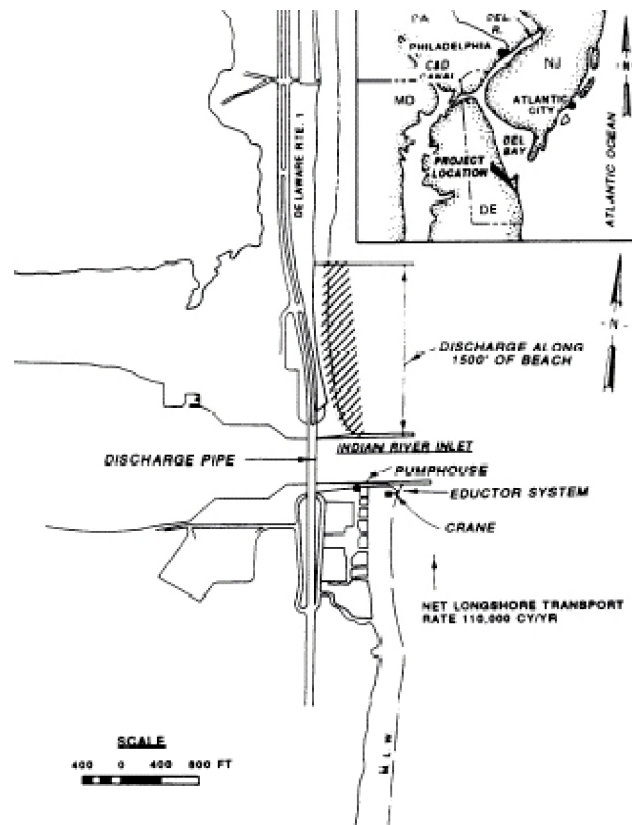 PA.
DEL.
R.
PHILADELPHIA
C&D
CANAL
NJ
MD
ATLANTIC
CITY
DEL
BAY
PROJECT
LOCATION
DE
ATLANTIC OCEAN
-N-
DELAWARE RTE. 1
-N-
DISCHARGE ALONG
1500' OF BEACH
INDIAN RIVER INLET
DISCHARGE PIPE
PUMPHOUSE
EDUCTOR SYSTEM
CRANE
NET LONGSHORE TRANSPORT
RATE 110,000 CY/YR
MLW
SCALE
400 0 400 800 FT